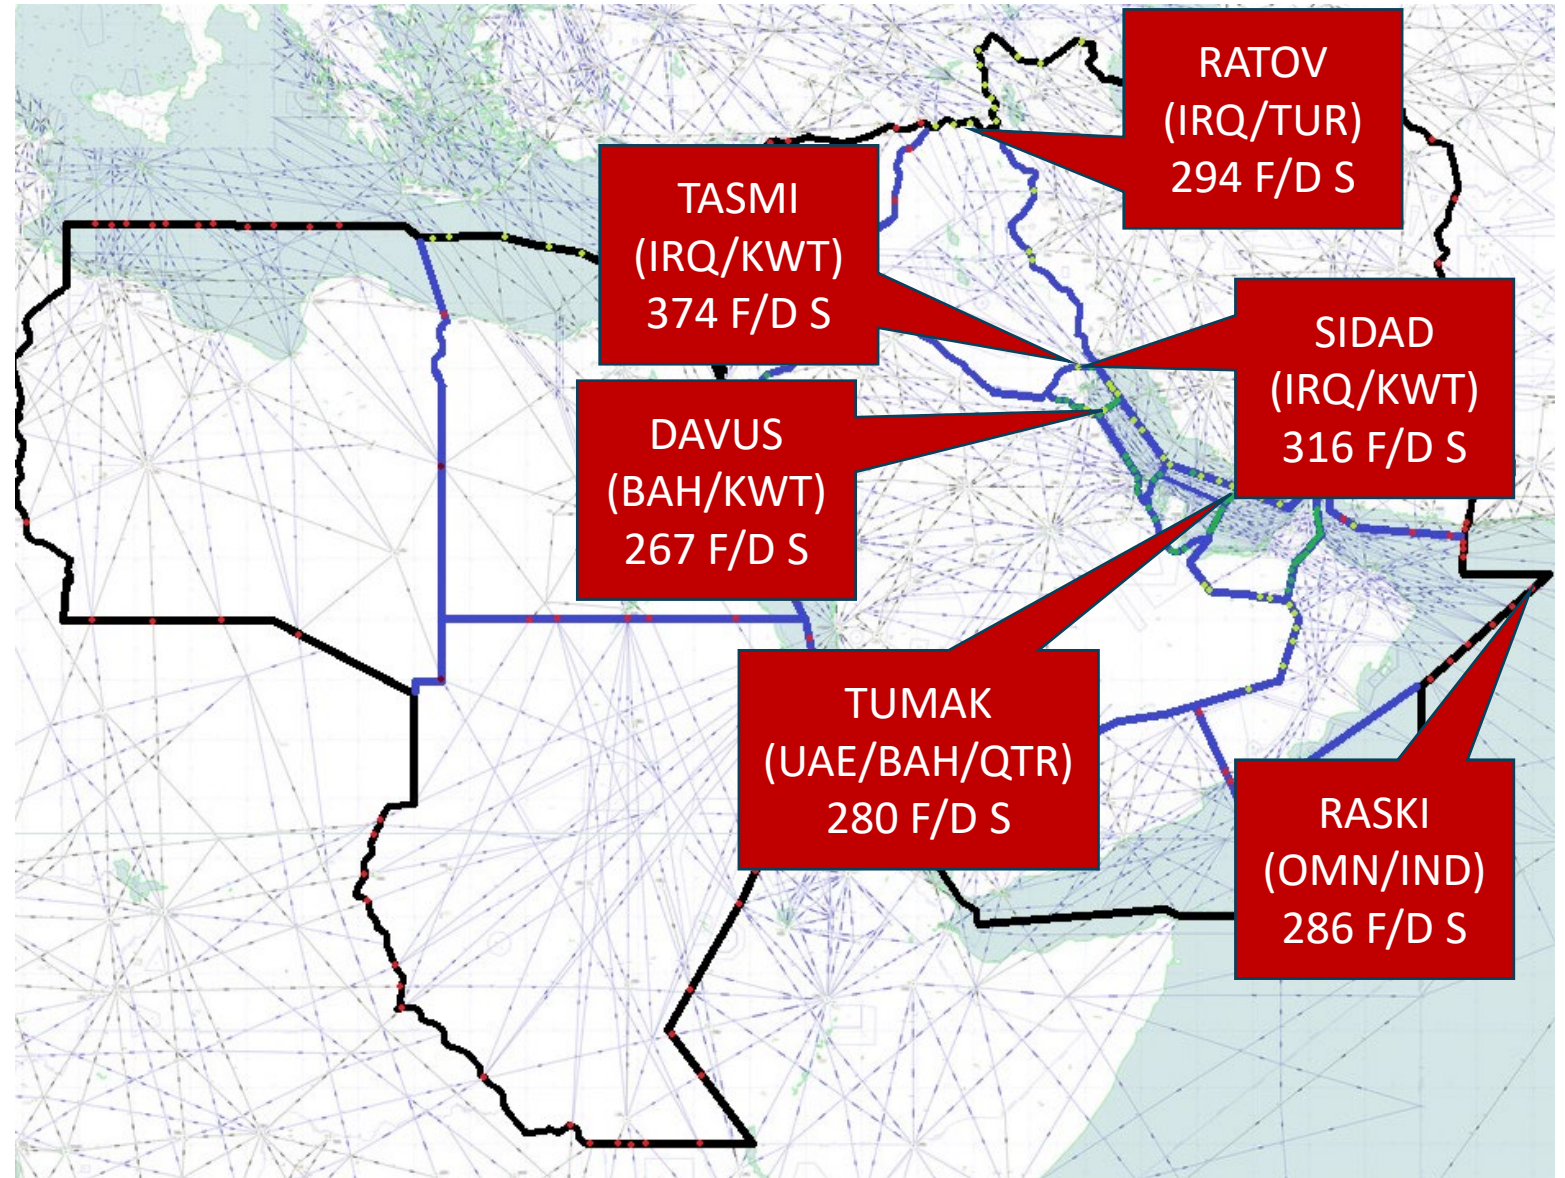 RATOV
(IRQ/TUR)
294 F/D S
TASMI
(IRQ/KWT)
374 F/D S
SIDAD
(IRQ/KWT)
316 F/D S
DAVUS
(BAH/KWT)
267 F/D S
TUMAK
(UAE/BAH/QTR)
280 F/D S
RASKI
(OMN/IND)
286 F/D S